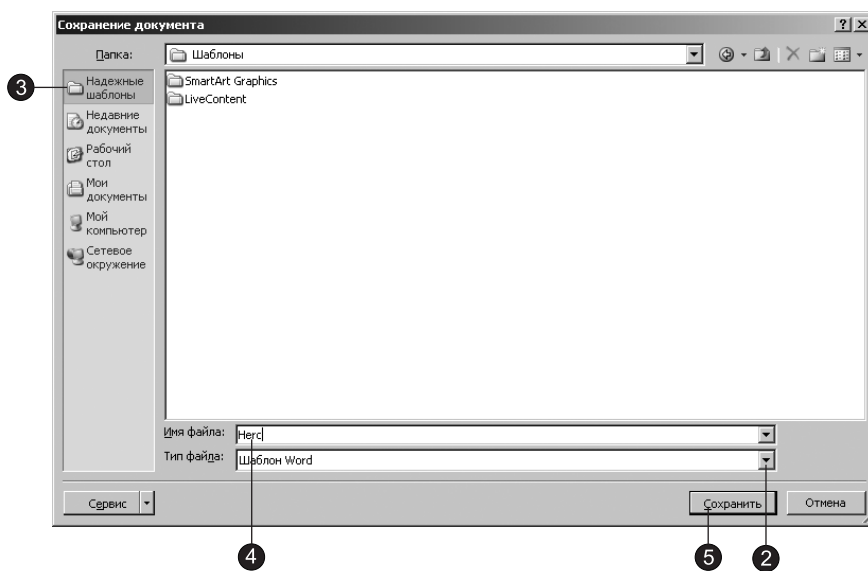 Сохранение документа
Папка:
Шаблоны
3
Надежные
шаблоны
Недавние
документы
Рабочий
стол
Мои
документы
Мой
компьютер
Сетевое
окружение
SmartArt Graphics
LiveContent
Имя файла:
Herc
Тип файла:
Шаблон Word
Сервис
Сохранить
Отмена
4
5
2